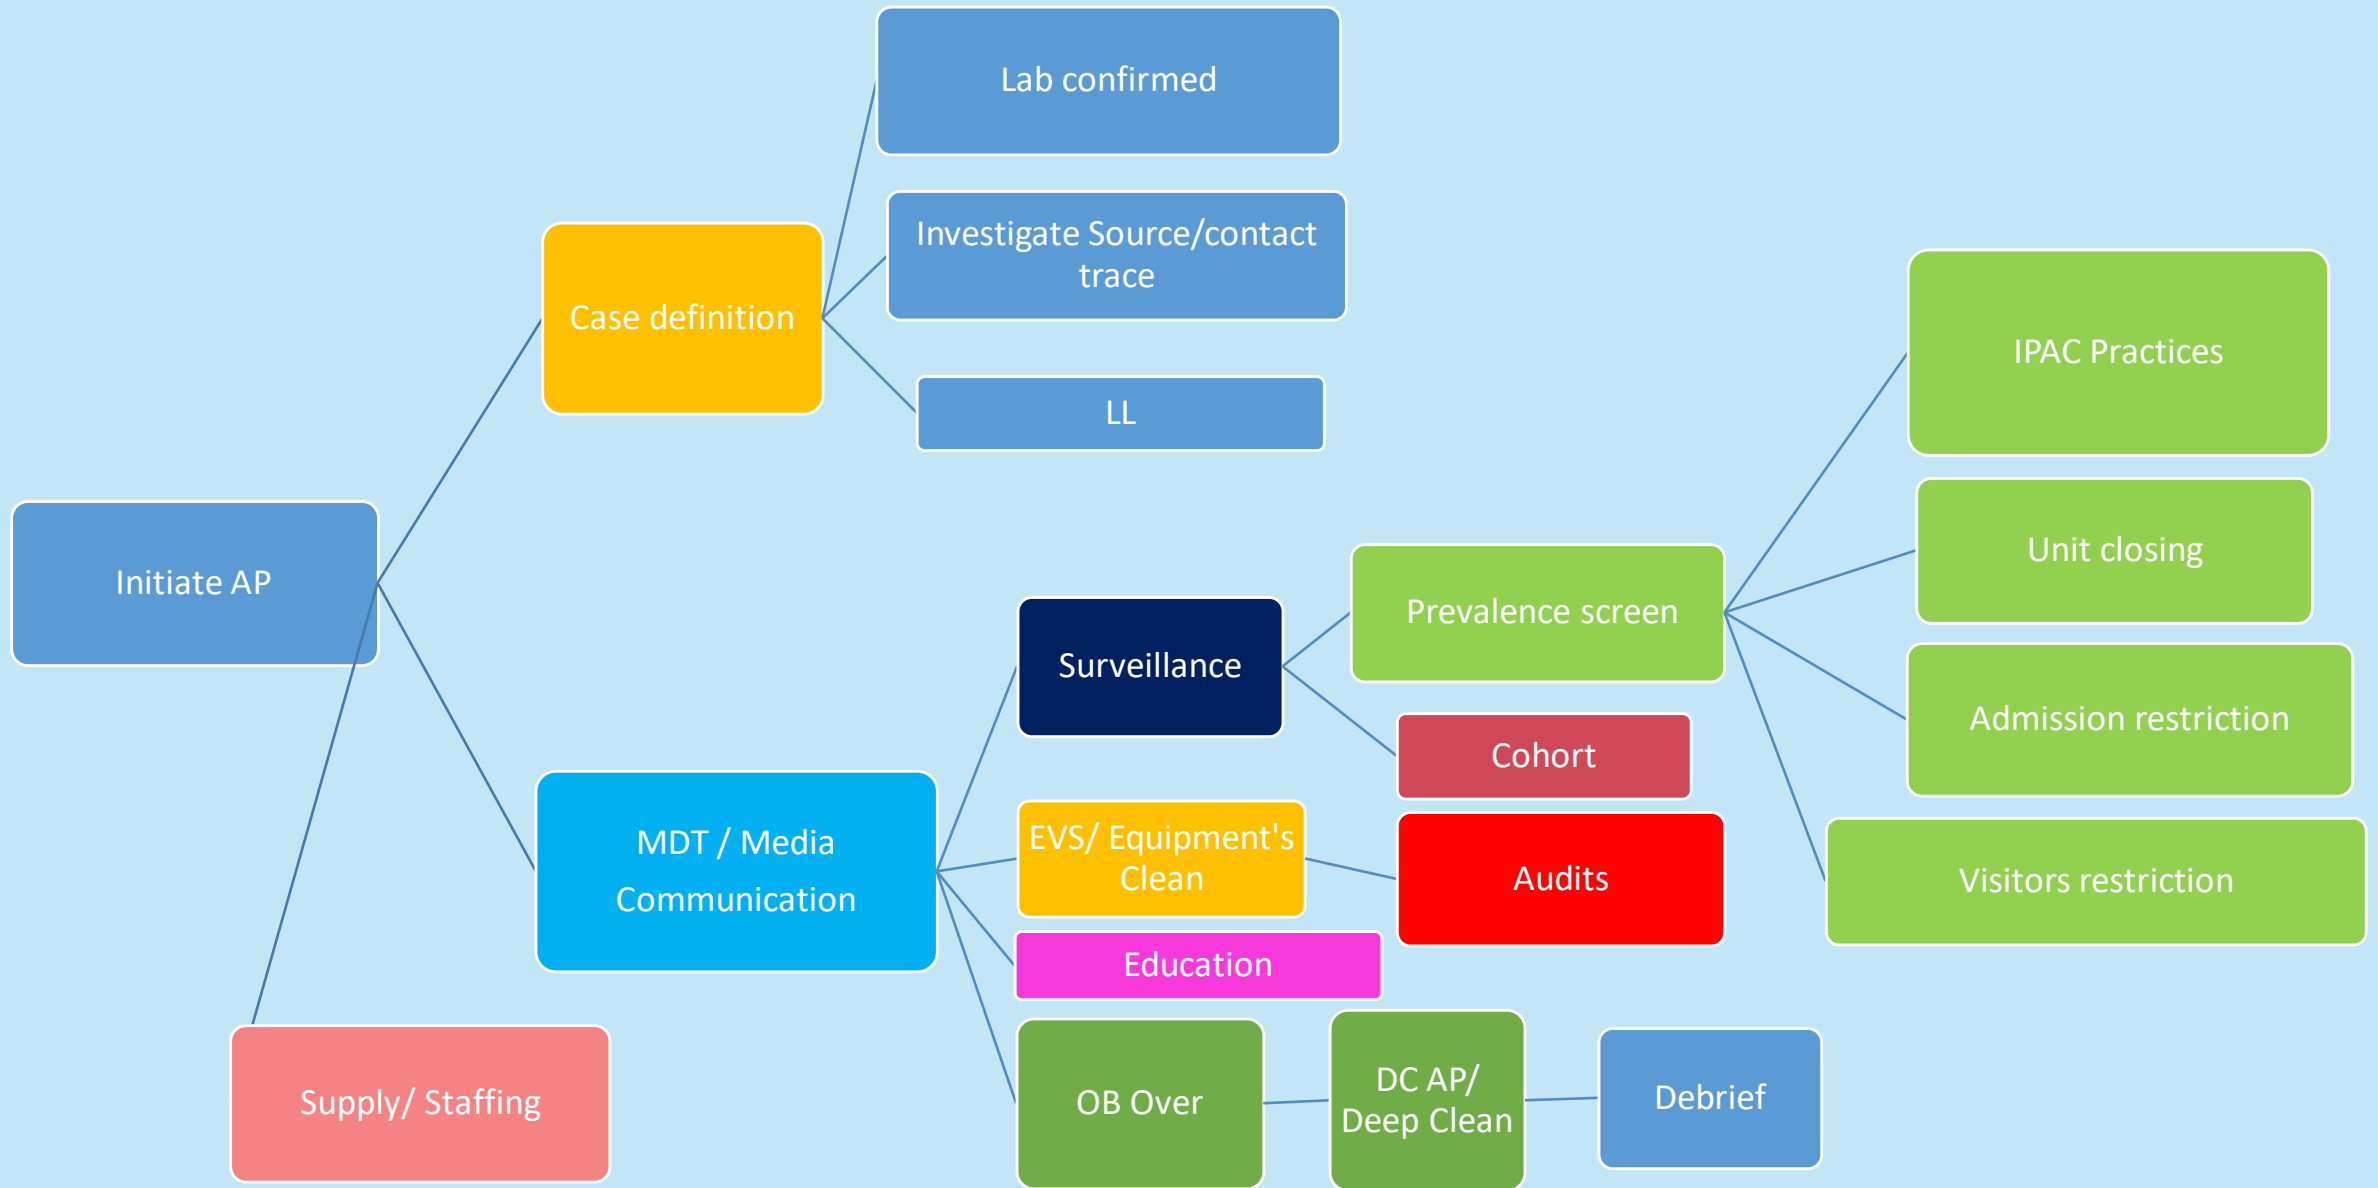 Lab confirmed
Investigate Source/contact
trace
Case definition
LL
Initiate AP
IPAC Practices
Unit closing
Prevalence screen
Surveillance
Admission restriction
Cohort
MDT / Media
Communication
EVS/ Equipment's
Clean
Audits
Visitors restriction
Education
Supply/ Staffing
OB Over
DC AP/
Deep Clean
Debrief